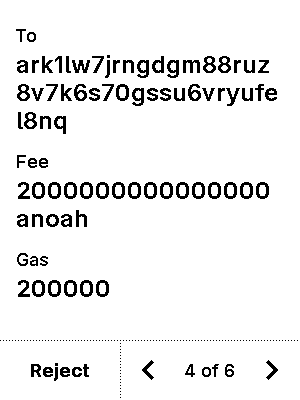 To
ark1lw7jrngdgm88ruz
8v7k6s70gssu6vryufe
l8nq
Fee
2000000000000000
anoah
Gas
200000
Reject
4 of 6